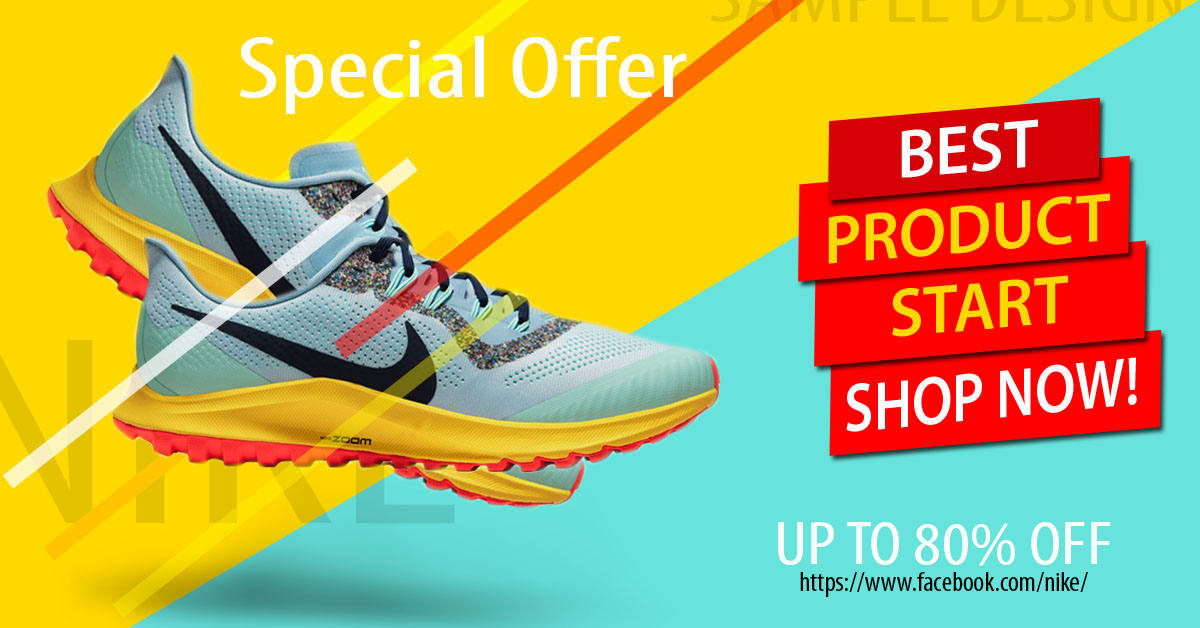 SAMPLE DESIGN
Special Offer
BEST
PRODUCT
START
SHOP NOW!
NIKE
ZOOM
UP TO 80% OFF
https://www.facebook.com/nike/